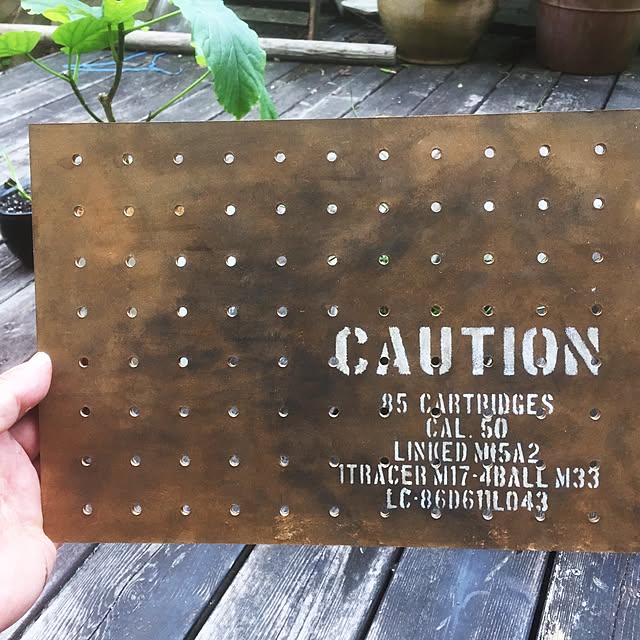 CAUTION
85 CARTRIDGES
CAL. 50
LINKED M15A2
1TRACER M17-4BALL M33
LC-86D611L043